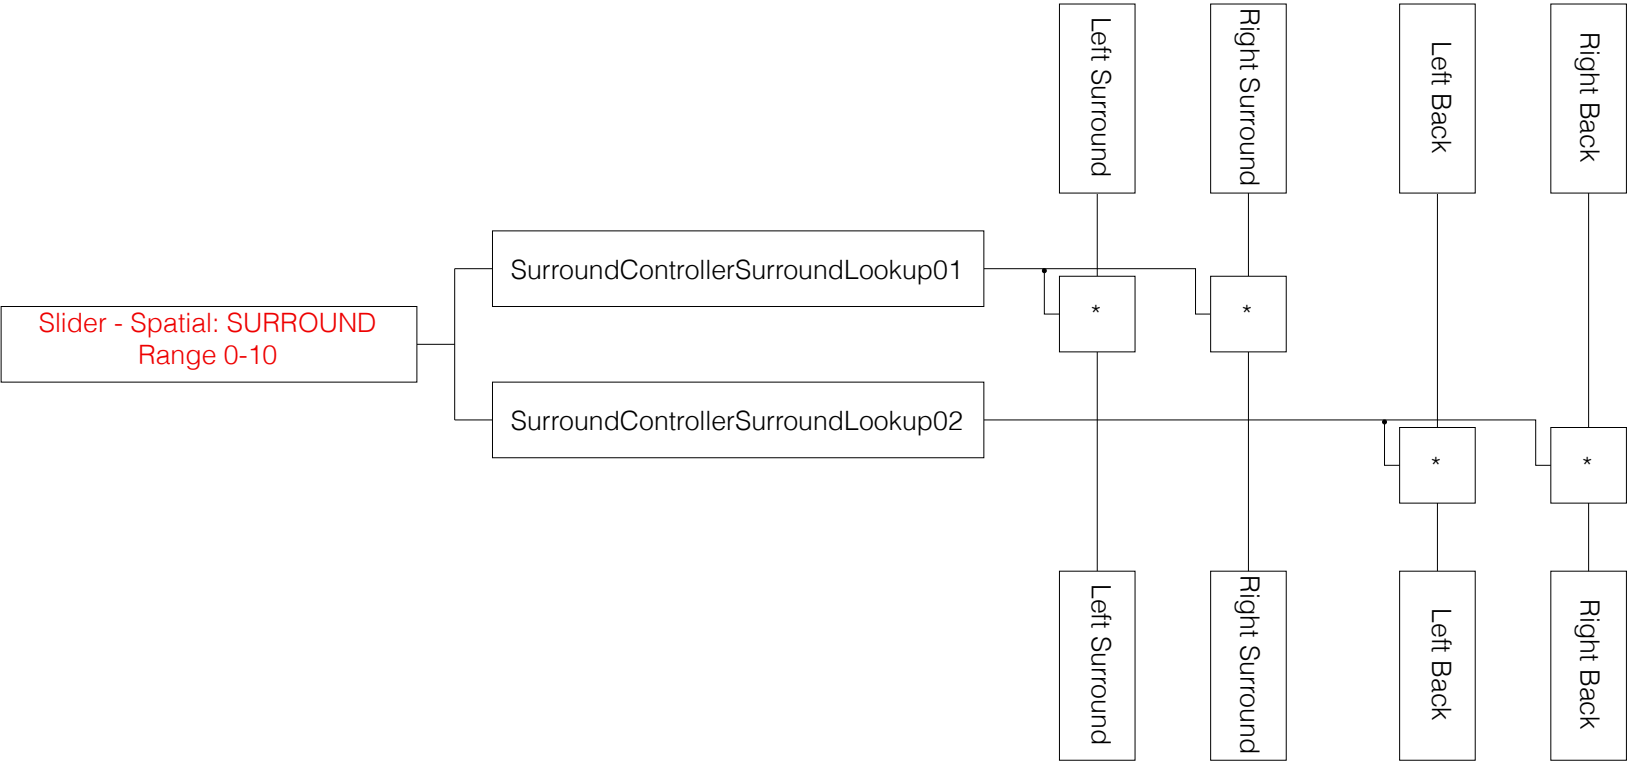 Left Surround
Right Surround
Left Back
Right Back
SurroundControllerSurroundLookup01
Slider - Spatial: SURROUND
Range 0-10
*
*
SurroundControllerSurroundLookup02
*
*
Left Surround
Right Surround
Left Back
Right Back